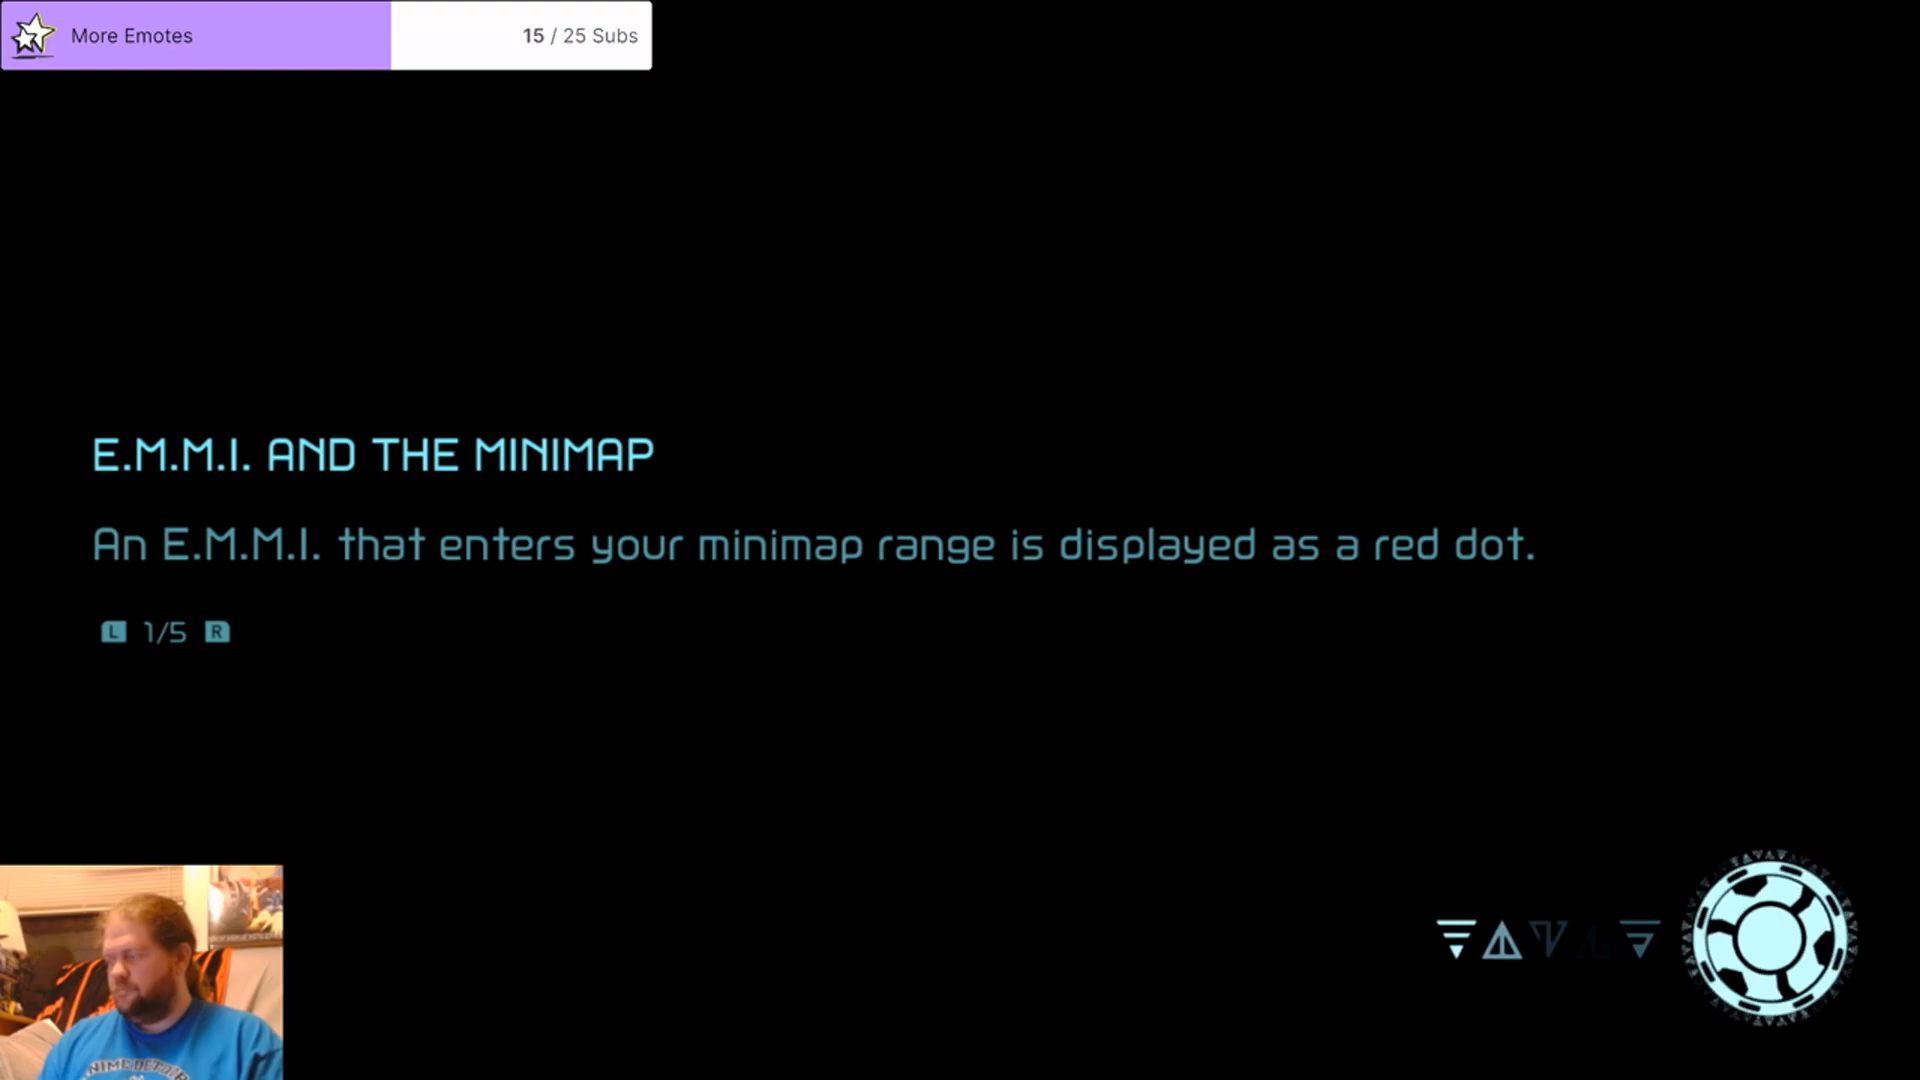 More Emotes
15 / 25 Subs
E.M.M.I. AND THE MINIMAP
An E.M.M.I. that enters your minimap range is displayed as a red dot.
L 1/5 R